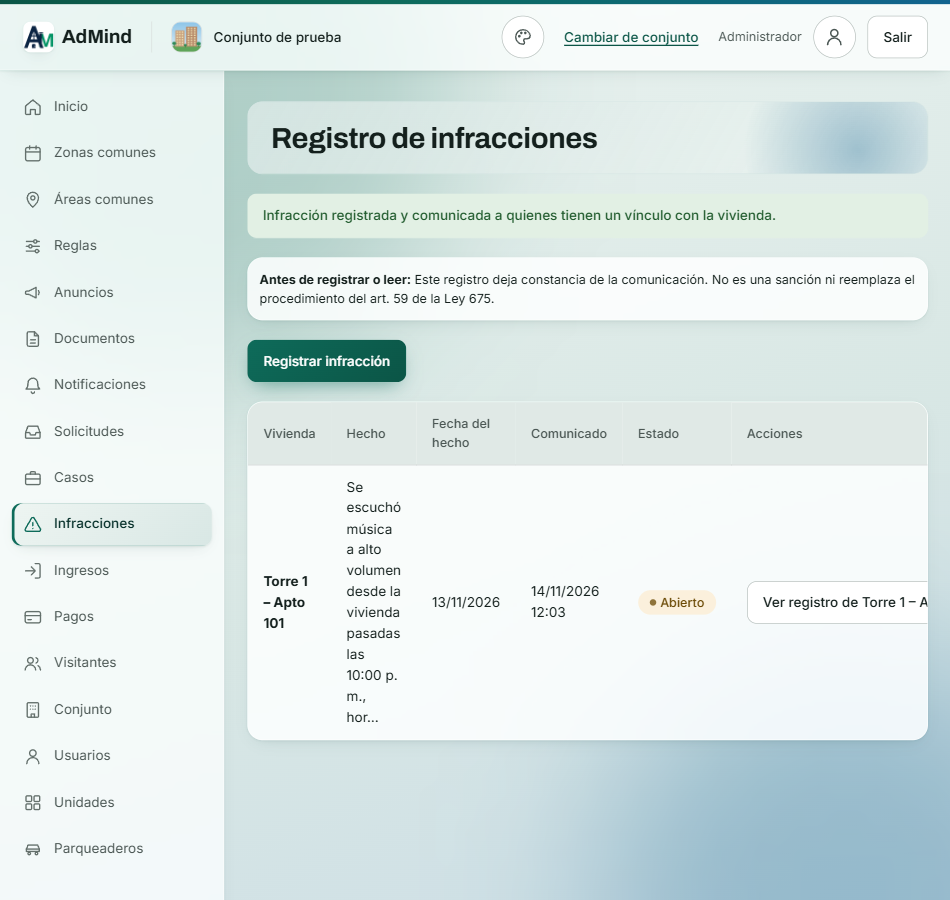 AM AdMind
Conjunto de prueba
Cambiar de conjunto
Administrador
Salir
Inicio
Zonas comunes
Áreas comunes
Reglas
Anuncios
Documentos
Notificaciones
Solicitudes
Casos
Infracciones
Ingresos
Pagos
Visitantes
Conjunto
Usuarios
Unidades
Parqueaderos
Registro de infracciones
Infracción registrada y comunicada a quienes tienen un vínculo con la vivienda.
Antes de registrar o leer: Este registro deja constancia de la comunicación. No es una sanción ni reemplaza el
procedimiento del art. 59 de la Ley 675.
Registrar infracción
Vivienda
Hecho
Fecha del
hecho
Comunicado
Estado
Acciones
Torre 1
– Apto
101
Se
escuchó
música
a alto
volumen
desde la
vivienda
pasadas
las
10:00 p.
m.,
hor...
13/11/2026
14/11/2026
12:03
Abierto
Ver registro de Torre 1 – A